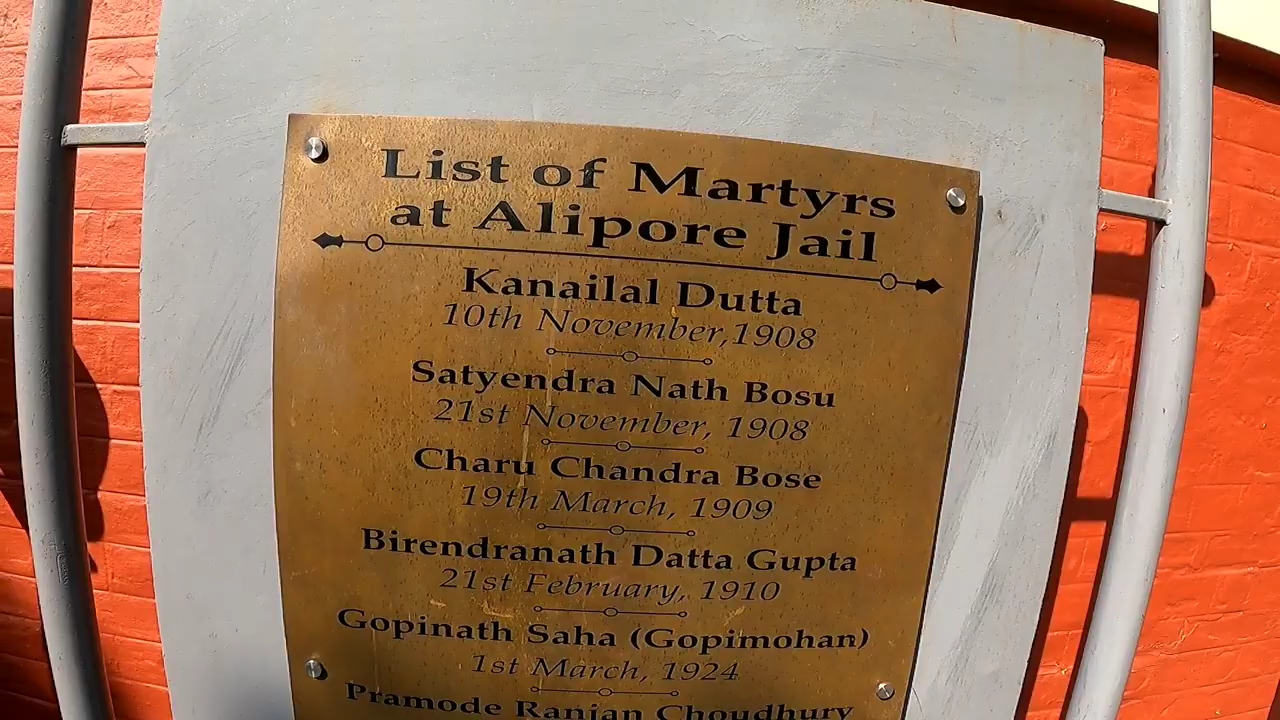 List of Martyrs
at Alipore Jail
Kanailal Dutta
10th November,1908
Satyendra Nath Bosu
21st November, 1908
Charu Chandra Bose
19th March, 1909
Birendranath Datta Gupta
21st February, 1910
Gopinath Saha (Gopimohan)
1st March, 1924
Pramode Ranjan Choudhury